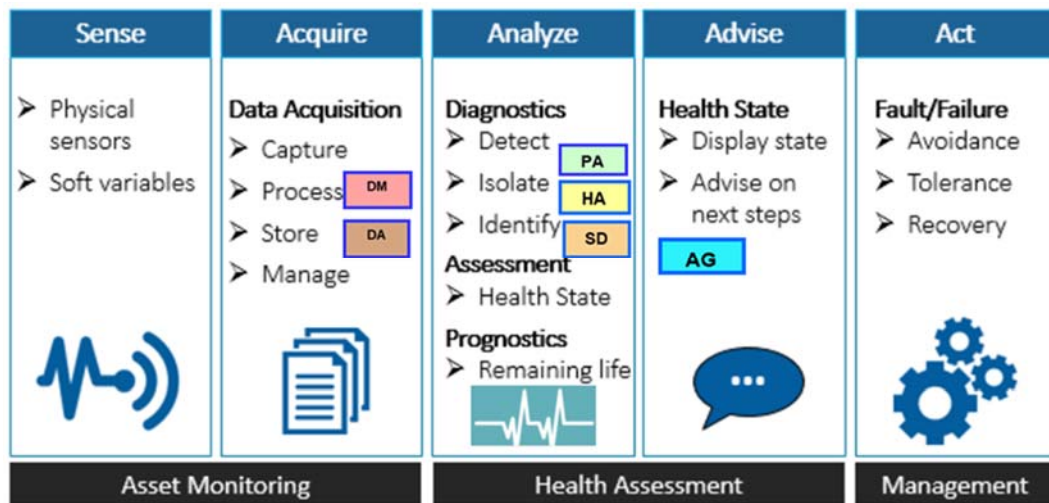 Sense
Physical
sensors
Soft variables
Acquire
Data Acquisition
Capture
Process
DM
Store
DA
Manage
Analyze
Diagnostics
Detect
PA
Isolate
HA
Identify
SD
Assessment
Health State
Prognostics
Remaining life
Advise
Health State
Display state
Advise on
next steps
AG
Act
Fault/Failure
Avoidance
Tolerance
Recovery
Asset Monitoring
Health Assessment
Management